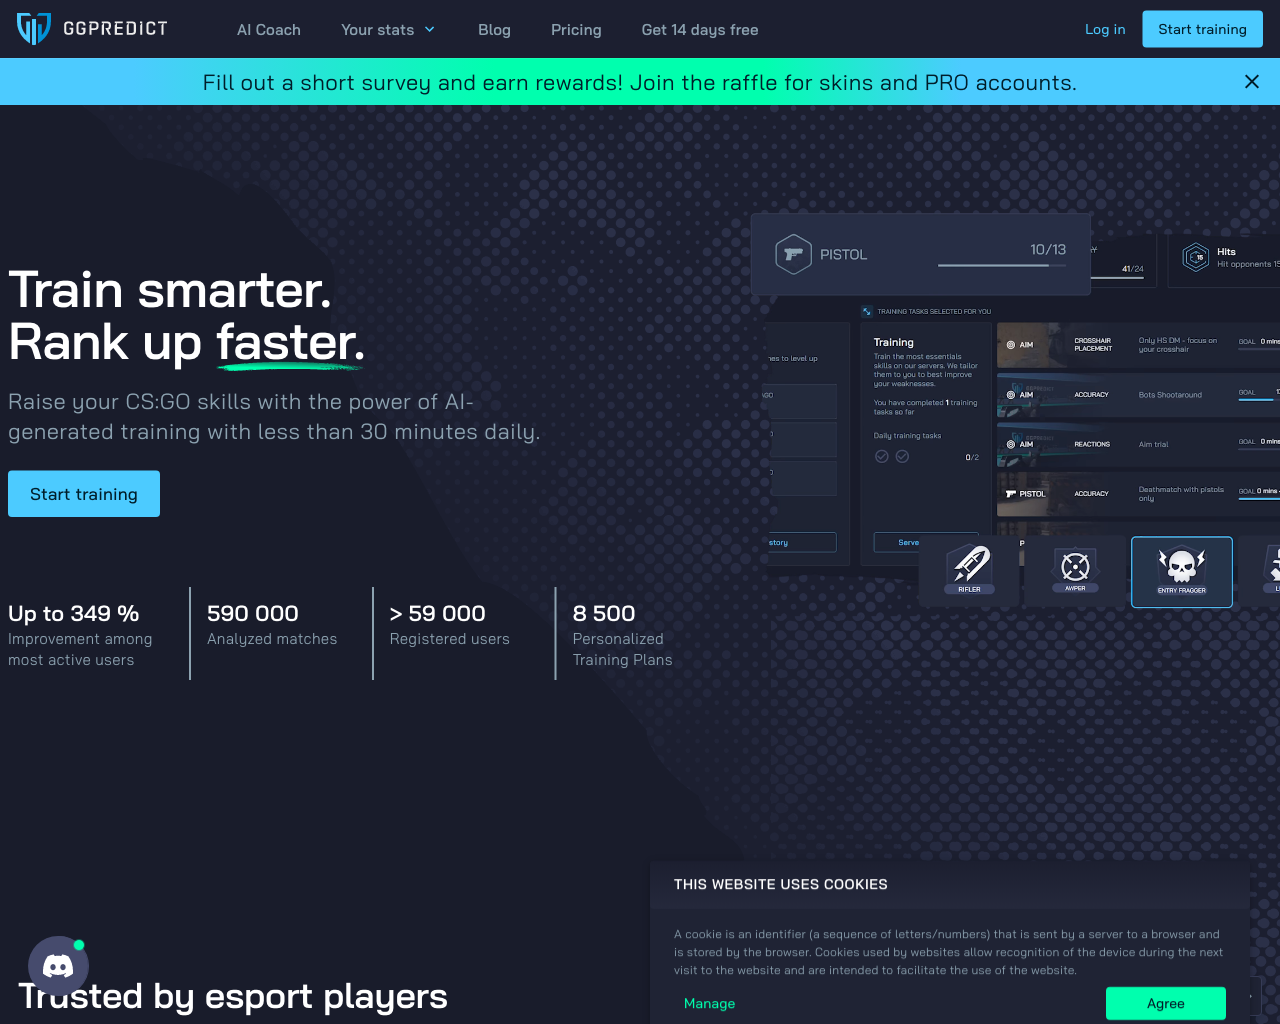 GGPREDICT
AI Coach
Your stats
Blog
Pricing
Get 14 days free
Log in
Start training
Fill out a short survey and earn rewards! Join the raffle for skins and PRO accounts.
Train smarter.
Rank up faster.
Raise your CS:GO skills with the power of AI-
generated training with less than 30 minutes daily.
Start training
Up to 349 %
Improvement among
most active users
590 000
Analyzed matches
> 59 000
Registered users
8 500
Personalized
Training Plans
PISTOL
10/13
41/24
15
Hits
Hit opponents 15
TRAINING TASKS SELECTED FOR YOU
to level up
Training
Train the most essentials
skills on our servers. We tailor
them to you to best improve
your weaknesses.
You have completed 1 training
tasks so far
Daily training tasks
0/2
AIM
CROSSHAIR
PLACEMENT
Only HS DM - focus on
your crosshair
GOAL 0 mins
AIM
ACCURACY
Bots Shootaround
GOAL
AIM
REACTIONS
Aim trial
GOAL
PISTOL
ACCURACY
Deathmatch with pistols
only
GOAL 0 mins
story
Serve
RIFLER
AWPER
ENTRY FRAGGER
THIS WEBSITE USES COOKIES
A cookie is an identifier (a sequence of letters/numbers) that is sent by a server to a browser and
is stored by the browser. Cookies used by websites allow recognition of the device during the next
visit to the website and are intended to facilitate the use of the website.
Manage
Agree
Trusted by esport players